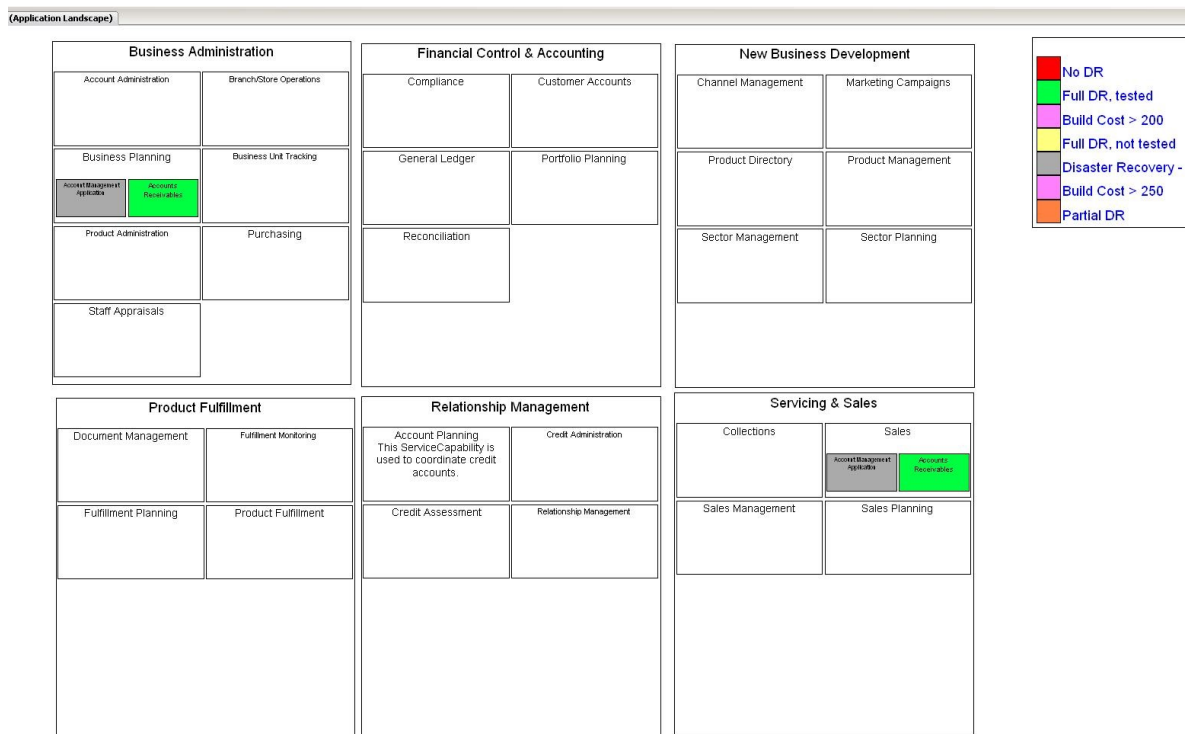 (Application Landscape)
Business Administration
Account Administration
Branch/Store Operations
Business Planning
Account Management
Application
Accounts
Receivables
Business Unit Tracking
Product Administration
Purchasing
Staff Appraisals
Financial Control & Accounting
Compliance
Customer Accounts
General Ledger
Portfolio Planning
Reconciliation
New Business Development
Channel Management
Marketing Campaigns
Product Directory
Product Management
Sector Management
Sector Planning
No DR
Full DR, tested
Build Cost > 200
Full DR, not tested
Disaster Recovery -
Build Cost > 250
Partial DR
Product Fulfillment
Document Management
Fulfillment Monitoring
Fulfillment Planning
Product Fulfillment
Relationship Management
Account Planning
This ServiceCapability is
used to coordinate credit
accounts.
Credit Administration
Credit Assessment
Relationship Management
Servicing & Sales
Collections
Sales
Account Management
Application
Accounts
Receivables
Sales Management
Sales Planning